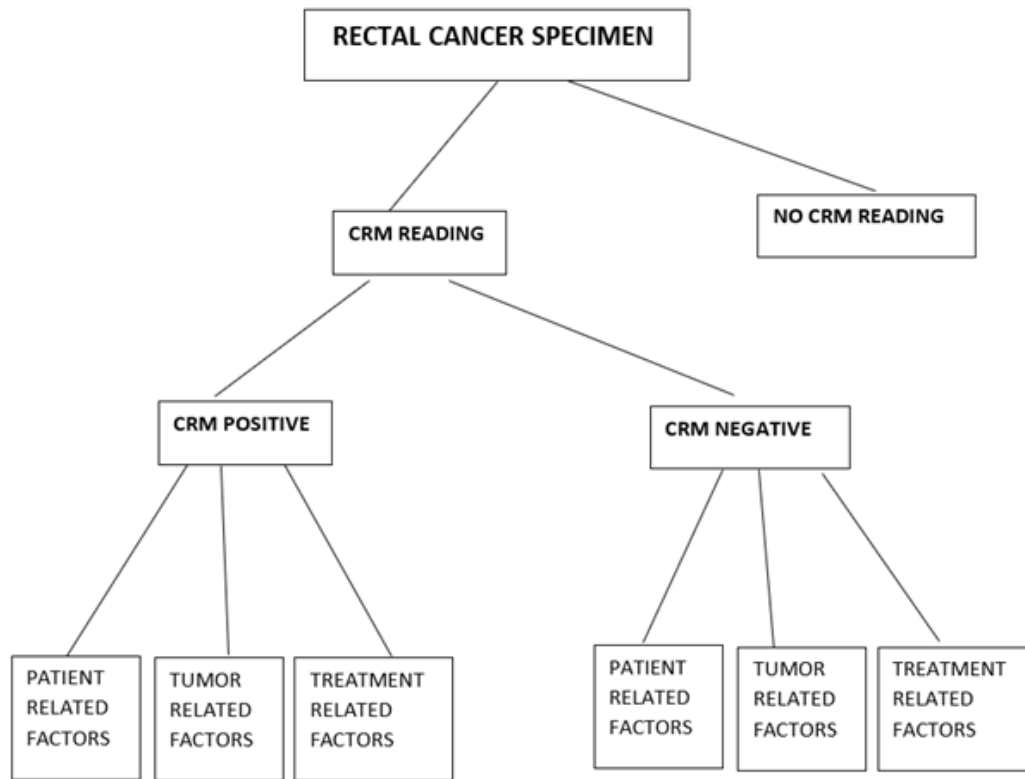 RECTAL CANCER SPECIMEN
CRM READING
NO CRM READING
CRM POSITIVE
CRM NEGATIVE
PATIENT
RELATED
FACTORS
TUMOR
RELATED
FACTORS
TREATMENT
RELATED
FACTORS
PATIENT
RELATED
FACTORS
TUMOR
RELATED
FACTORS
TREATMENT
RELATED
FACTORS